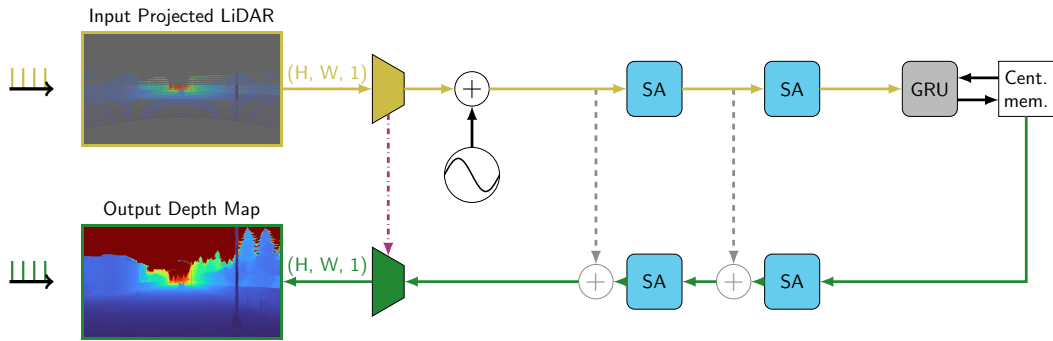 Input Projected LiDAR
(H, W, 1)
SA
SA
GRU
Cent.
mem.
Output Depth Map
(H, W, 1)
SA
SA